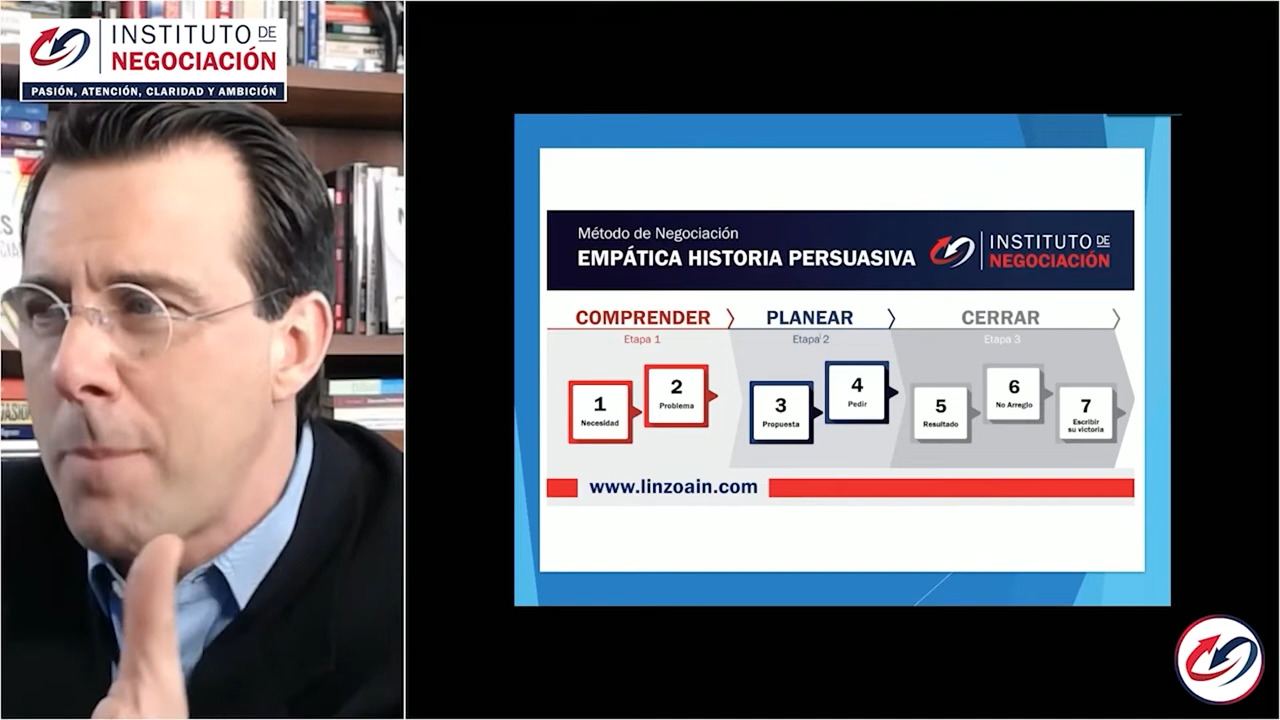 INSTITUTO DE
NEGOCIACIÓN
PASIÓN, ATENCIÓN, CLARIDAD Y AMBICIÓN
Método de Negociación
EMPÁTICA HISTORIA PERSUASIVA
INSTITUTO DE
NEGOCIACIÓN
COMPRENDER
PLANEAR
CERRAR
Etapa 1
Etapa 2
Etapa 3
1
Necesidad
2
Problema
3
Propuesta
4
Pedir
5
Resultado
6
No Arreglo
7
Escribir
su victoria
www.linzoain.com